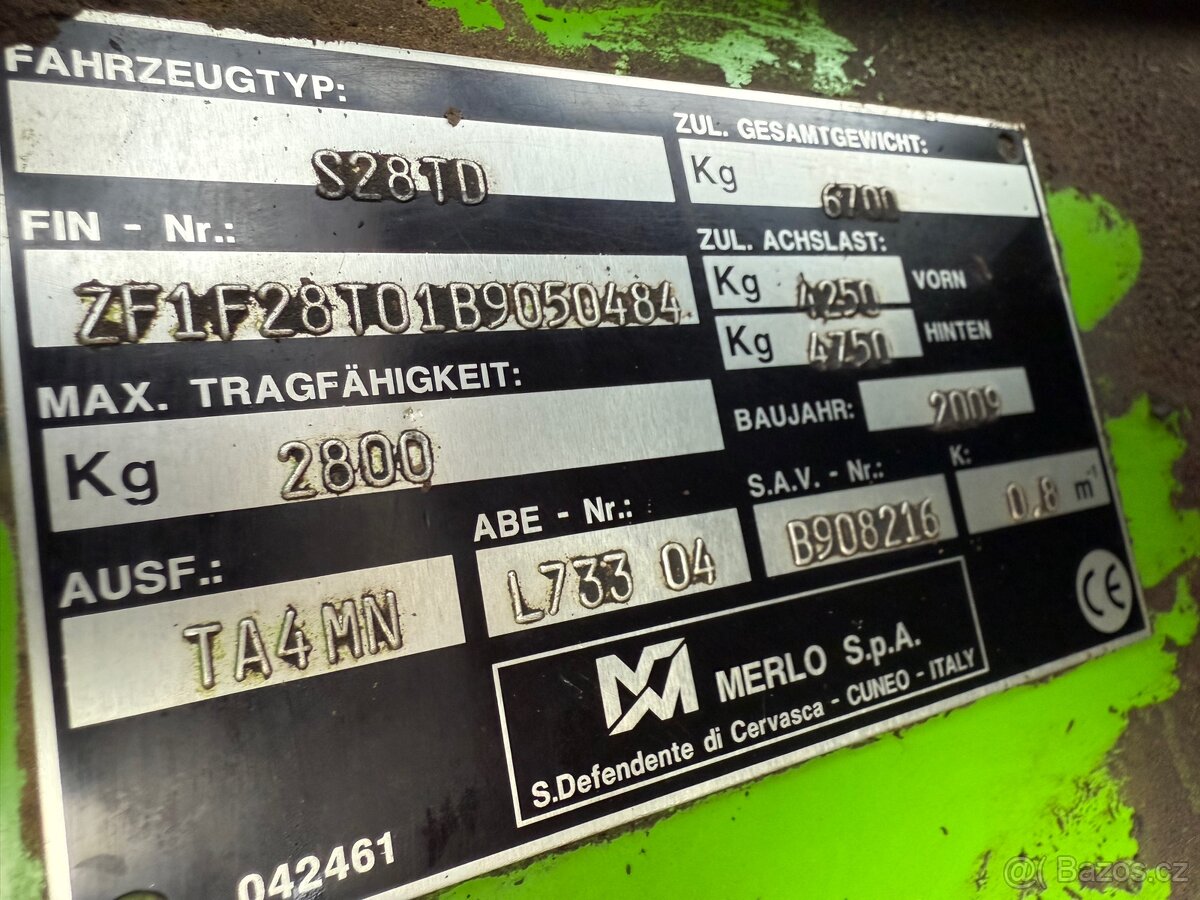 FAHRZEUGTYP:
S28TD
FIN - Nr.:
ZF1F28T01B9050484
MAX. TRAGFÄHIGKEIT:
Kg 2800
AUSF.:
TA4MN
ABE - Nr.:
L733 04
ZUL. GESAMTGEWICHT:
Kg 6700
ZUL. ACHSLAST:
Kg 4250 VORN
Kg 4750 HINTEN
BAUJAHR: 2009
S.A.V. - Nr.:
B908216
K:
0,8 m⁻¹
CE
MERLO S.p.A.
S.Defendente di Cervasca - CUNEO - ITALY
042461
Bazos.cz